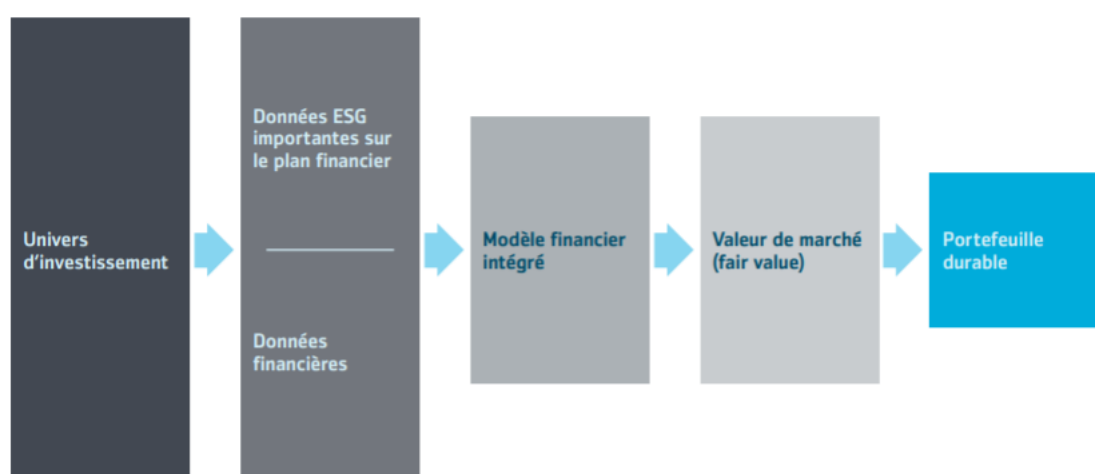 Univers
d’investissement
Données ESG
importantes sur
le plan financier
Données
financières
Modèle financier
intégré
Valeur de marché
(fair value)
Portefeuille
durable